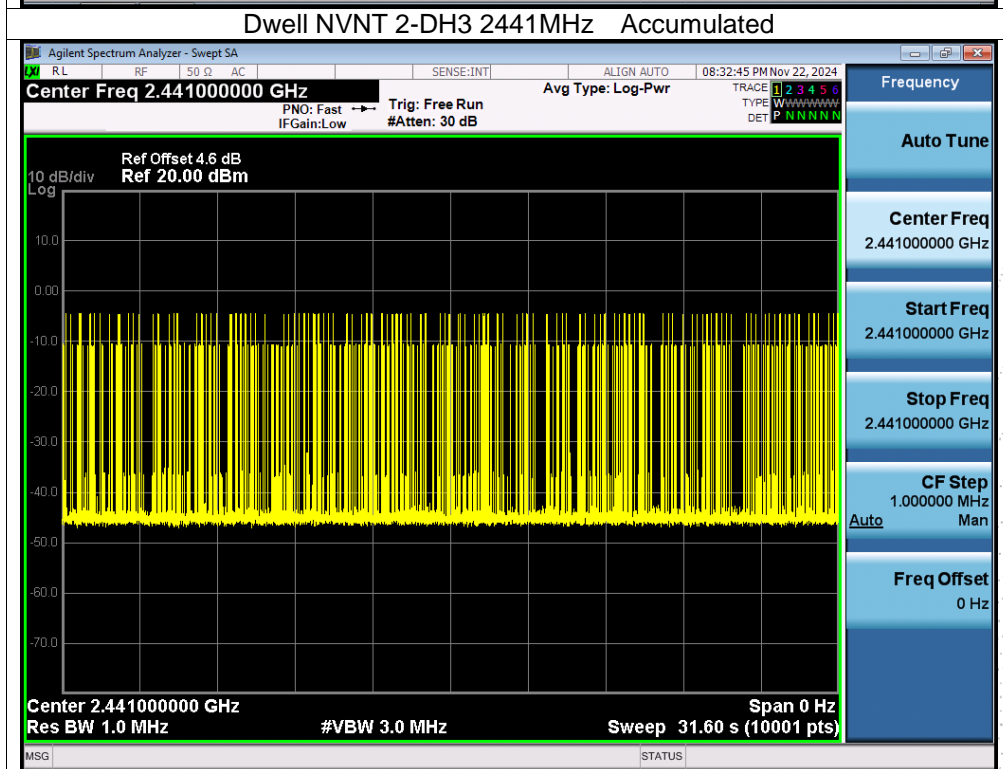 Dwell NVNT 2-DH3 2441MHz Accumulated
Agilent Spectrum Analyzer - Swept SA
LXI RL RF 50 Ω AC SENSE:INT ALIGN AUTO 08:32:45 PM Nov 22, 2024
Center Freq 2.441000000 GHz
PNO: Fast
IFGain:Low
Trig: Free Run
#Atten: 30 dB
Avg Type: Log-Pwr
TRACE 1 2 3 4 5 6
TYPE WWWWWWW
DET P N N N N N
Ref Offset 4.6 dB
10 dB/div Ref 20.00 dBm
Log
10.0
0.00
-10.0
-20.0
-30.0
-40.0
-50.0
-60.0
-70.0
Center 2.441000000 GHz Span 0 Hz
Res BW 1.0 MHz #VBW 3.0 MHz Sweep 31.60 s (10001 pts)
MSG STATUS
Frequency
Auto Tune
Center Freq
2.441000000 GHz
Start Freq
2.441000000 GHz
Stop Freq
2.441000000 GHz
CF Step
1.000000 MHz
Auto Man
Freq Offset
0 Hz